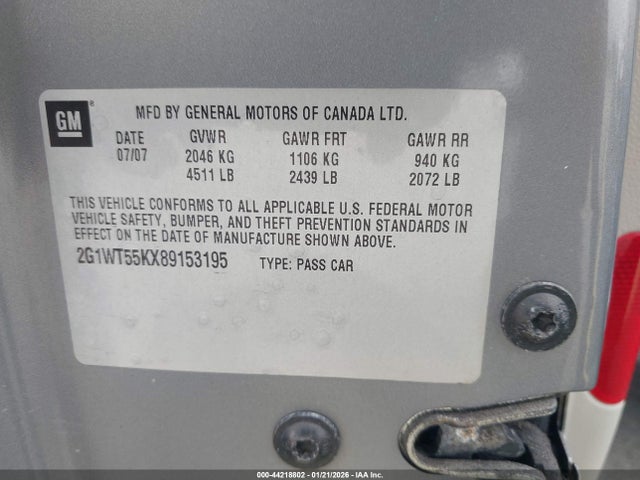 GM
MFD BY GENERAL MOTORS OF CANADA LTD.
DATE GVWR GAWR FRT GAWR RR
07/07 2046 KG 1106 KG 940 KG
4511 LB 2439 LB 2072 LB
THIS VEHICLE CONFORMS TO ALL APPLICABLE U.S. FEDERAL MOTOR
VEHICLE SAFETY, BUMPER, AND THEFT PREVENTION STANDARDS IN
EFFECT ON THE DATE OF MANUFACTURE SHOWN ABOVE.
2G1WT55KX89153195 TYPE: PASS CAR
000-44218802 - 01/21/2026 - IAAI, Inc.